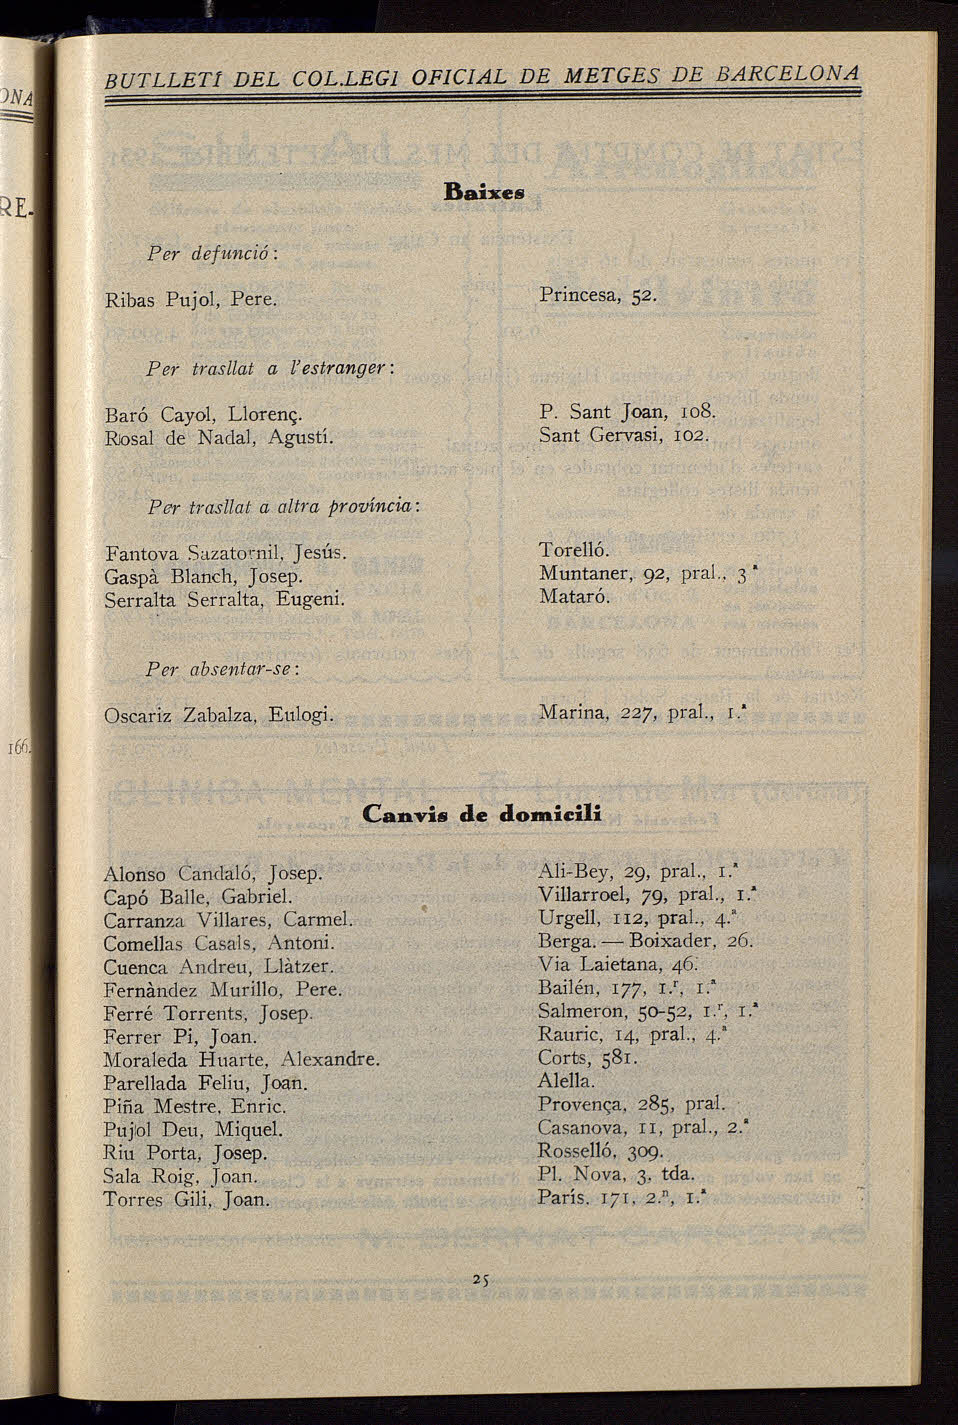 BUTLLETÍ DEL COL.LEGI OFICIAL DE METGES DE BARCELONA
Baixes
Per defunció:
Ribas Pujol, Pere. Princesa, 52.
Per trasllat a l'estranger:
Baró Cayol, Llorenç. P. Sant Joan, 108.
Rosal de Nadal, Agustí. Sant Gervasi, 102.
Per trasllat a altra província:
Fantova Sazatornil, Jesús. Torelló.
Gaspà Blanch, Josep. Muntaner, 92, pral., 3ª
Serralta Serralta, Eugeni. Mataró.
Per absentar-se:
Oscariz Zabalza, Eulogi. Marina, 227, pral., 1.ª
Canvis de domicili
Alonso Candaló, Josep. Ali-Bey, 29, pral., 1.ª
Capó Balle, Gabriel. Villarroel, 79, pral., 1.ª
Carranza Villares, Carmel. Urgell, 112, pral., 4.ª
Comellas Casals, Antoni. Berga. — Boixader, 26.
Cuenca Andreu, Llàtzer. Via Laietana, 46.
Fernàndez Murillo, Pere. Bailén, 177, 1.r, 1.ª
Ferré Torrents, Josep. Salmeron, 50-52, 1.r, 1.ª
Ferrer Pi, Joan. Rauric, 14, pral., 4.ª
Moraleda Huarte, Alexandre. Corts, 581.
Parellada Feliu, Joan. Alella.
Piña Mestre, Enric. Provença, 285, pral.
Pujol Deu, Miquel. Casanova, 11, pral., 2.ª
Riu Porta, Josep. Rosselló, 309.
Sala Roig, Joan. Pl. Nova, 3, tda.
Torres Gili, Joan. París, 171, 2.n, 1.ª
25
ONA
RE-
166.